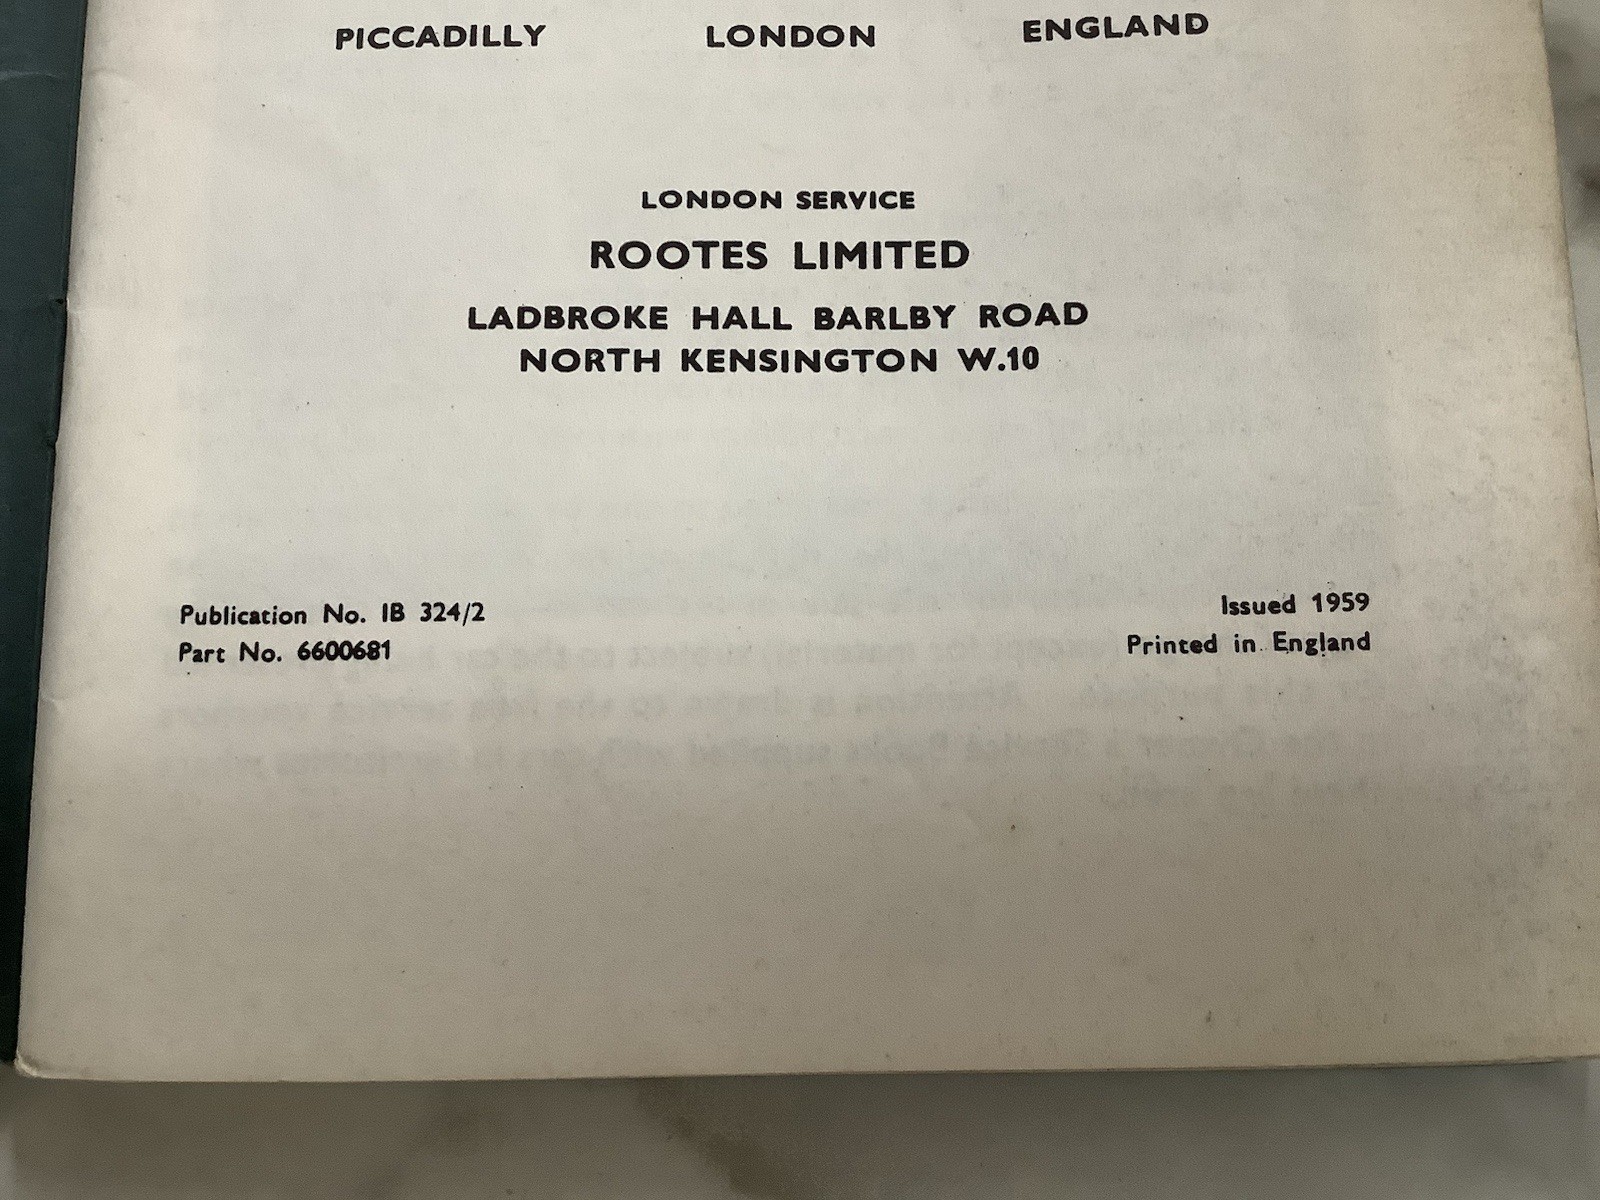 PICCADILLY LONDON ENGLAND
LONDON SERVICE
ROOTES LIMITED
LADBROKE HALL BARLBY ROAD
NORTH KENSINGTON W.10
Publication No. IB 324/2
Part No. 6600681
Issued 1959
Printed in England